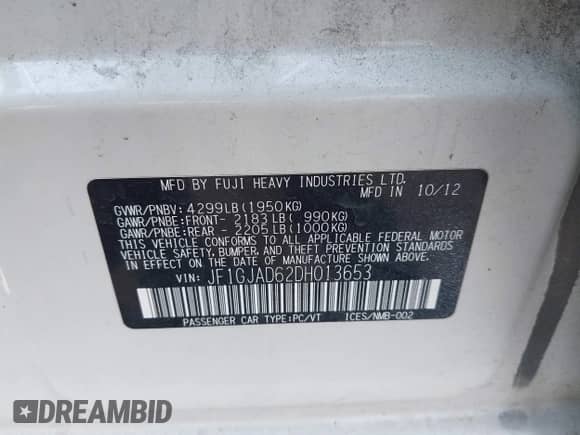 MFD BY FUJI HEAVY INDUSTRIES LTD.
MFD IN 10/12
GVWR/PNBV: 4299LB(1950KG)
GAWR/PNBE:FRONT- 2183LB( 990KG)
GAWR/PNBE:REAR - 2205LB(1000KG)
THIS VEHICLE CONFORMS TO ALL APPLICABLE FEDERAL MOTOR
VEHICLE SAFETY, BUMPER, AND THEFT PREVENTION STANDARDS
IN EFFECT ON THE DATE OF MANUFACTURE SHOWN ABOVE.
VIN: JF1GJAD62DH013653
PASSENGER CAR TYPE:PC/VT ICES/NMB-002
DREAMBID